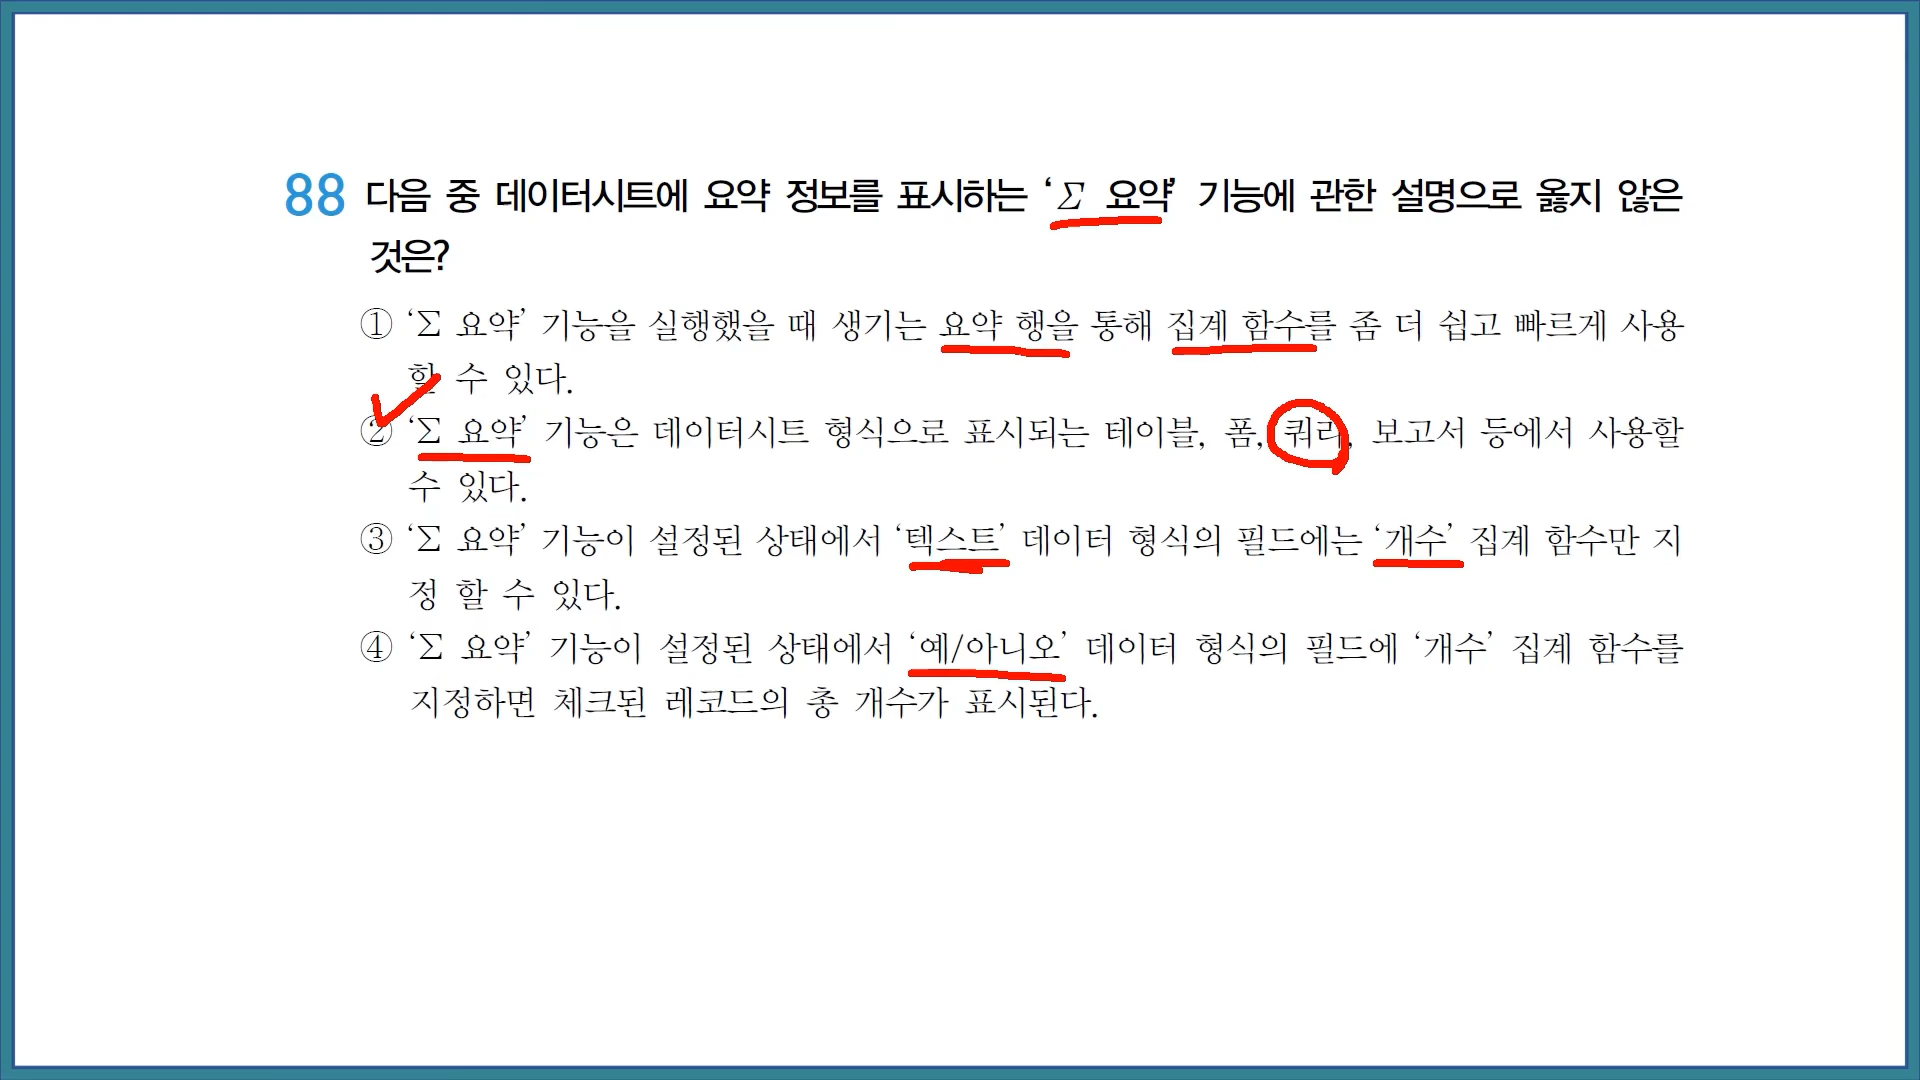 88 다음 중 데이터시트에 요약 정보를 표시하는 ‘Σ 요약’ 기능에 관한 설명으로 옳지 않은
것은?
① ‘Σ 요약’ 기능을 실행했을 때 생기는 요약 행을 통해 집계 함수를 좀 더 쉽고 빠르게 사용
할 수 있다.
② ‘Σ 요약’ 기능은 데이터시트 형식으로 표시되는 테이블, 폼, 쿼리, 보고서 등에서 사용할
수 있다.
③ ‘Σ 요약’ 기능이 설정된 상태에서 ‘텍스트’ 데이터 형식의 필드에는 ‘개수’ 집계 함수만 지
정 할 수 있다.
④ ‘Σ 요약’ 기능이 설정된 상태에서 ‘예/아니오’ 데이터 형식의 필드에 ‘개수’ 집계 함수를
지정하면 체크된 레코드의 총 개수가 표시된다.